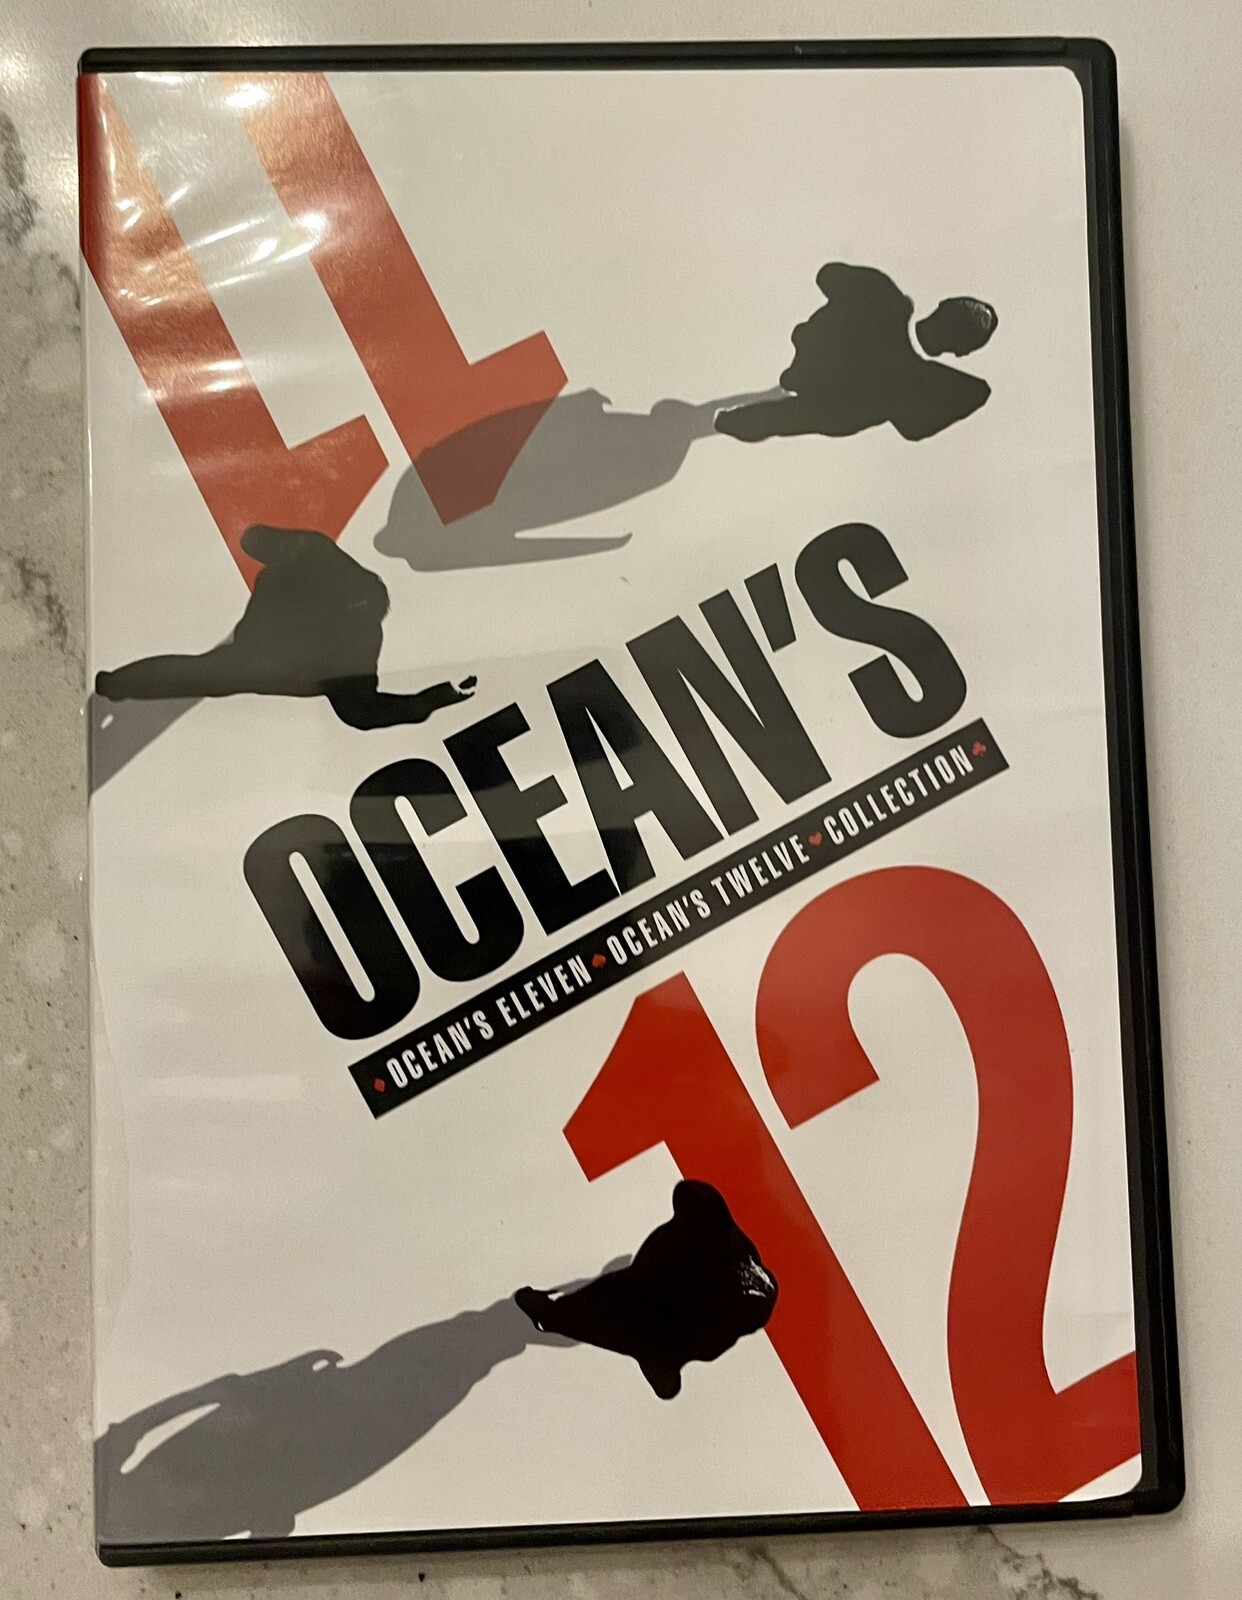 11
OCEAN'S
OCEAN'S ELEVEN OCEAN'S TWELVE COLLECTION
12